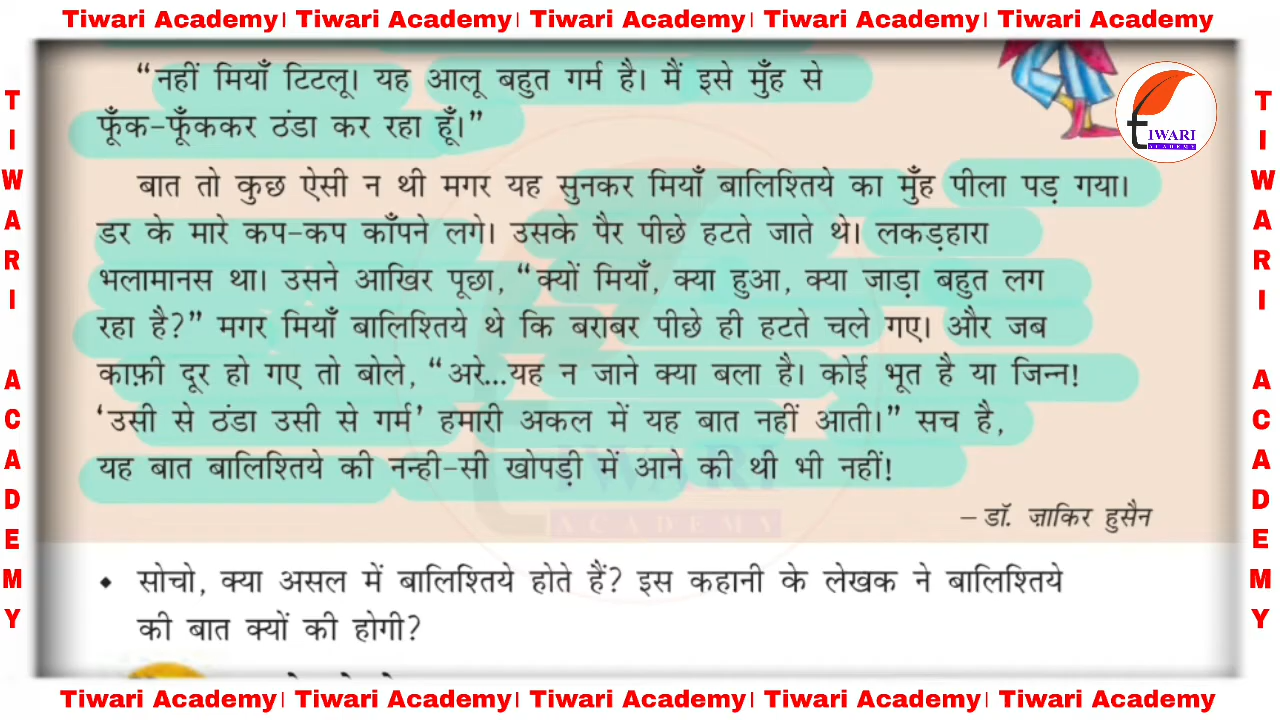 Tiwari Academy। Tiwari Academy। Tiwari Academy। Tiwari Academy। Tiwari Academy
“नहीं मियाँ टिटलू। यह आलू बहुत गर्म है। मैं इसे मुँह से
फूँक-फूँककर ठंडा कर रहा हूँ।”
TIWARI
ACADEMY
बात तो कुछ ऐसी न थी मगर यह सुनकर मियाँ बालिश्तिये का मुँह पीला पड़ गया।
डर के मारे कप-कप काँपने लगे। उसके पैर पीछे हटते जाते थे। लकड़हारा
भलामानस था। उसने आखिर पूछा, “क्यों मियाँ, क्या हुआ, क्या जाड़ा बहुत लग
रहा है?” मगर मियाँ बालिश्तिये थे कि बराबर पीछे ही हटते चले गए। और जब
काफ़ी दूर हो गए तो बोले, “अरे...यह न जाने क्या बला है। कोई भूत है या जिन्न!
‘उसी से ठंडा उसी से गर्म’ हमारी अकल में यह बात नहीं आती।” सच है,
यह बात बालिश्तिये की नन्ही-सी खोपड़ी में आने की थी भी नहीं!
TIWARI
ACADEMY
– डॉ. ज़ाकिर हुसैन
• सोचो, क्या असल में बालिश्तिये होते हैं? इस कहानी के लेखक ने बालिश्तिये
की बात क्यों की होगी?
Tiwari Academy। Tiwari Academy। Tiwari Academy। Tiwari Academy। Tiwari Academy
TIWARI ACADEMY
TIWARI ACADEMY